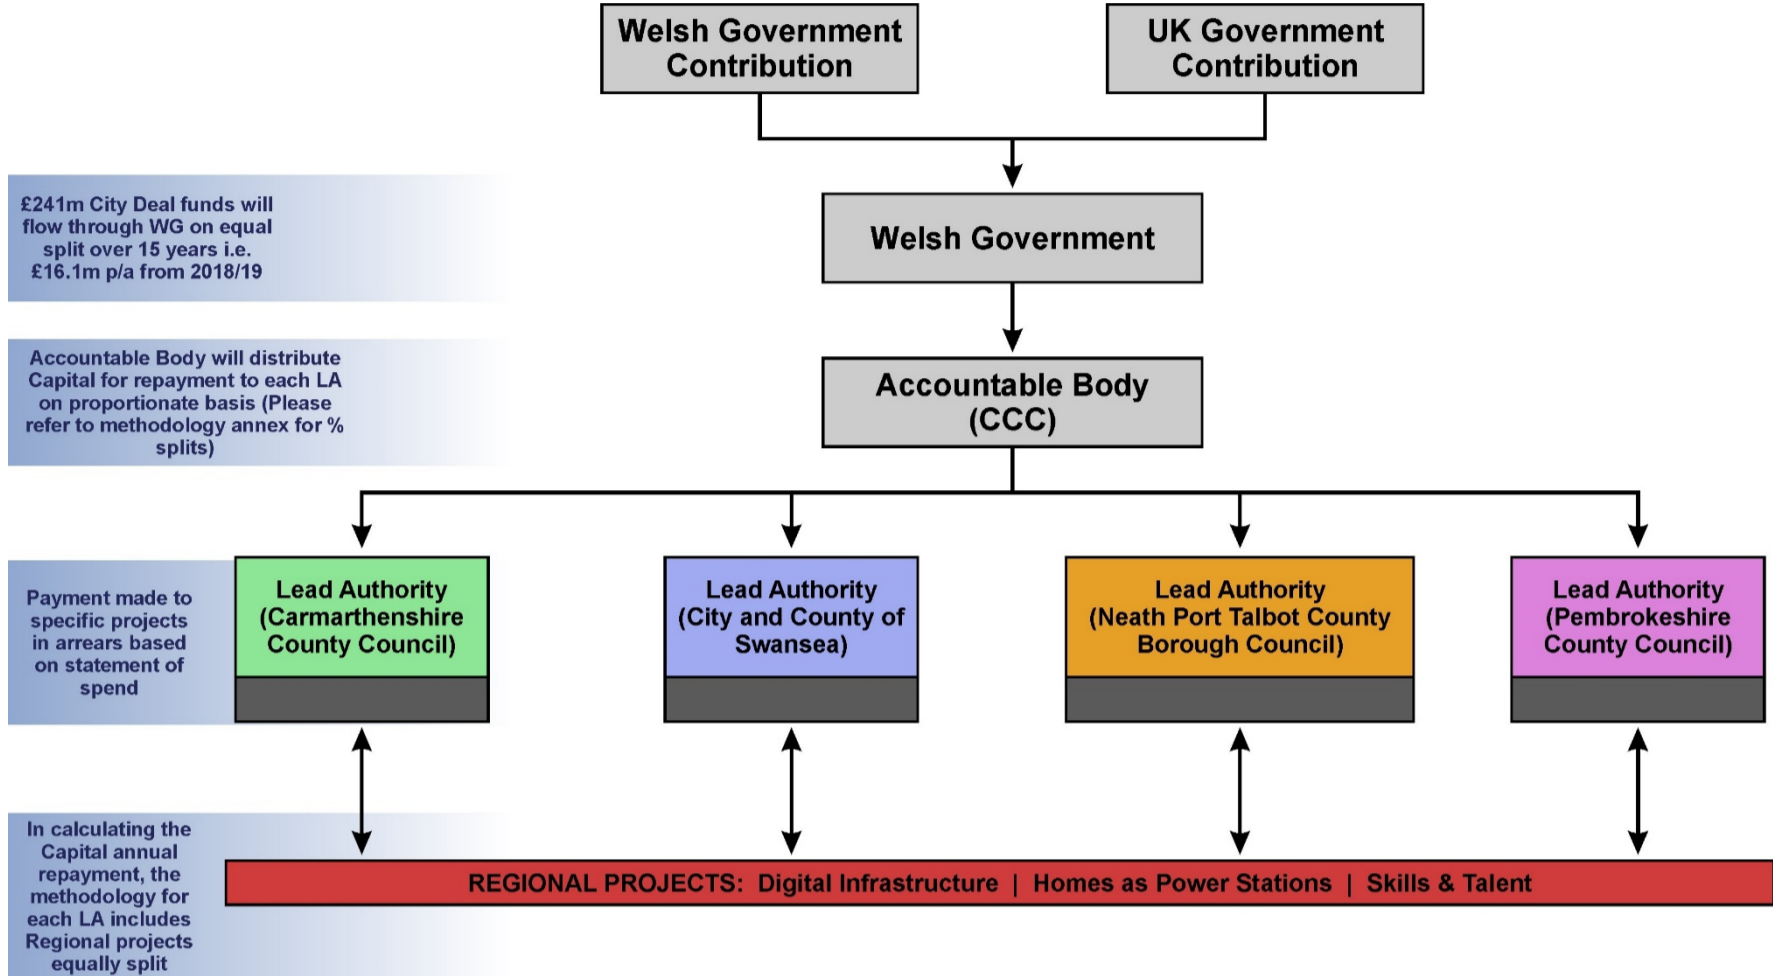 Welsh Government
Contribution
UK Government
Contribution
£241m City Deal funds will
flow through WG on equal
split over 15 years i.e.
£16.1m p/a from 2018/19
Welsh Government
Accountable Body will distribute
Capital for repayment to each LA
on proportionate basis (Please
refer to methodology annex for %
splits)
Accountable Body
(CCC)
Payment made to
specific projects
in arrears based
on statement of
spend
Lead Authority
(Carmarthenshire
County Council)
Lead Authority
(City and County of
Swansea)
Lead Authority
(Neath Port Talbot County
Borough Council)
Lead Authority
(Pembrokeshire
County Council)
In calculating the
Capital annual
repayment, the
methodology for
each LA includes
Regional projects
equally split
REGIONAL PROJECTS: Digital Infrastructure | Homes as Power Stations | Skills & Talent